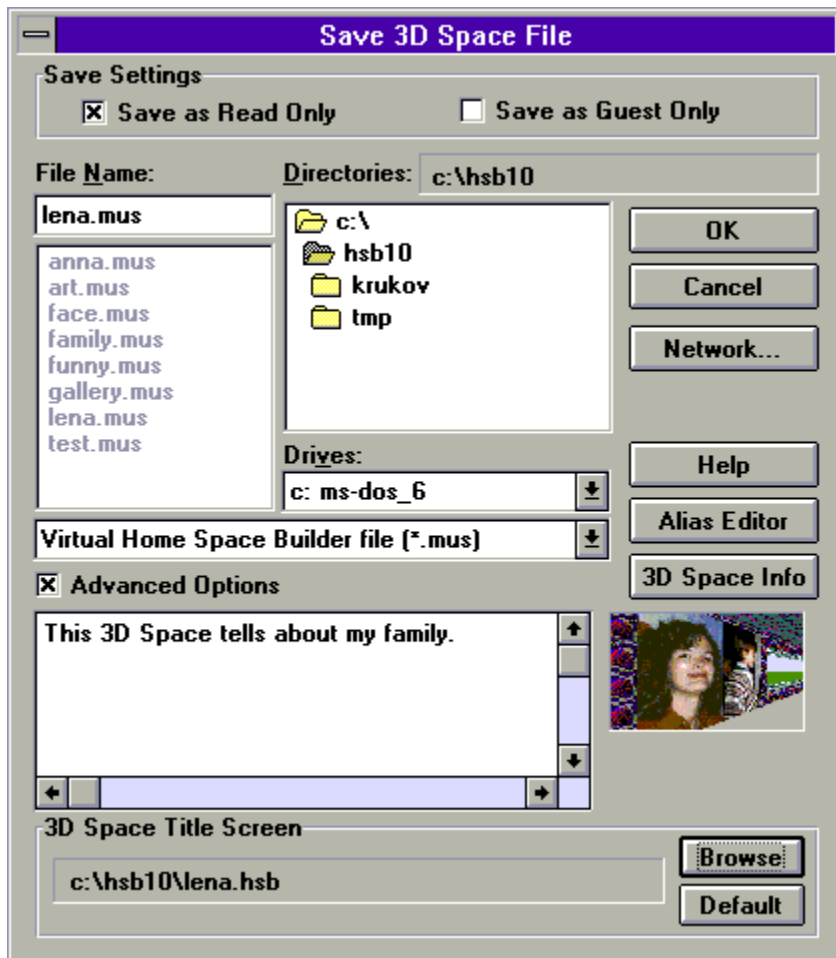 Save 3D Space File
Save Settings
Save as Read Only
Save as Guest Only
File Name:
Directories: c:\hsb10
lena.mus
anna.mus
art.mus
face.mus
family.mus
funny.mus
gallery.mus
lena.mus
test.mus
c:\
hsb10
krukov
tmp
OK
Cancel
Network...
Drives:
c: ms-dos_6
Help
Alias Editor
3D Space Info
Virtual Home Space Builder file (*.mus)
Advanced Options
This 3D Space tells about my family.
3D Space Title Screen
c:\hsb10\lena.hsb
Browse
Default